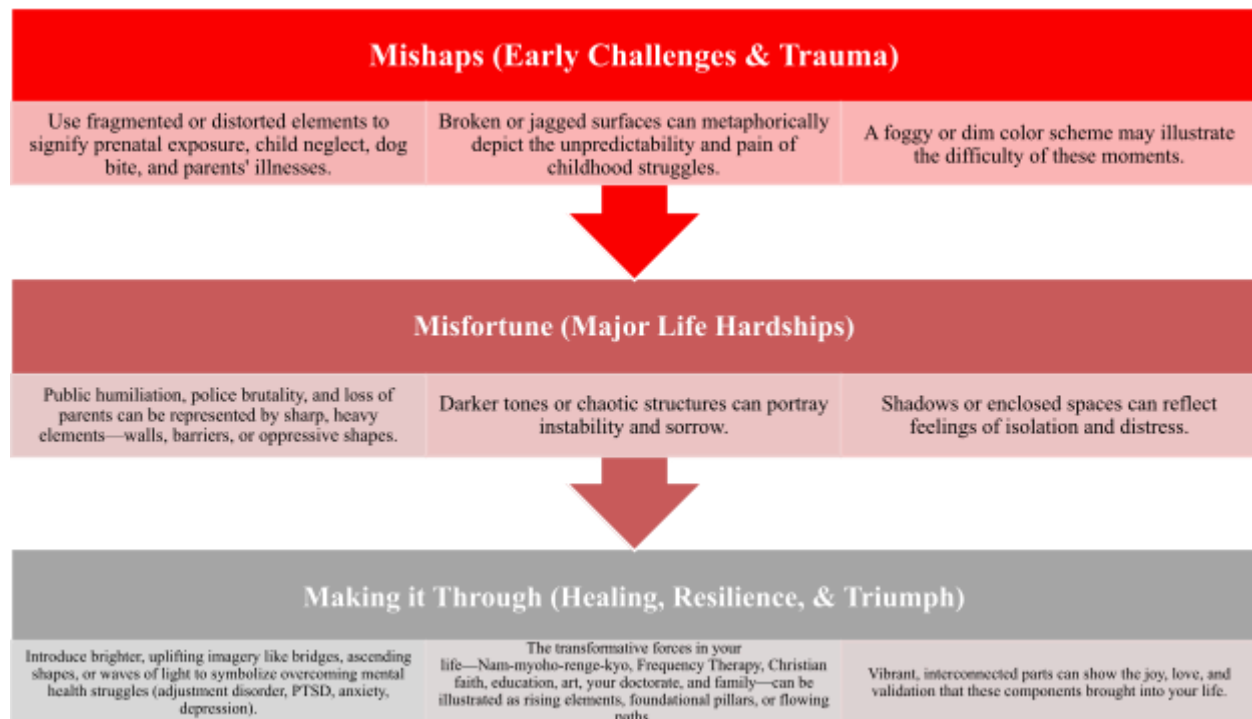 Mishaps (Early Challenges & Trauma)
Use fragmented or distorted elements to
signify prenatal exposure, child neglect, dog
bite, and parents' illnesses.
Broken or jagged surfaces can metaphorically
depict the unpredictability and pain of
childhood struggles.
A foggy or dim color scheme may illustrate
the difficulty of these moments.
Misfortune (Major Life Hardships)
Public humiliation, police brutality, and loss of
parents can be represented by sharp, heavy
elements—walls, barriers, or oppressive shapes.
Darker tones or chaotic structures can portray
instability and sorrow.
Shadows or enclosed spaces can reflect
feelings of isolation and distress.
Making it Through (Healing, Resilience, & Triumph)
Introduce brighter, uplifting imagery like bridges, ascending
shapes, or waves of light to symbolize overcoming mental
health struggles (adjustment disorder, PTSD, anxiety,
depression).
The transformative forces in your
life—Nam-myoho-renge-kyo, Frequency Therapy, Christian
faith, education, art, your doctorate, and family—can be
illustrated as rising elements, foundational pillars, or flowing
paths.
Vibrant, interconnected parts can show the joy, love, and
validation that these components brought into your life.